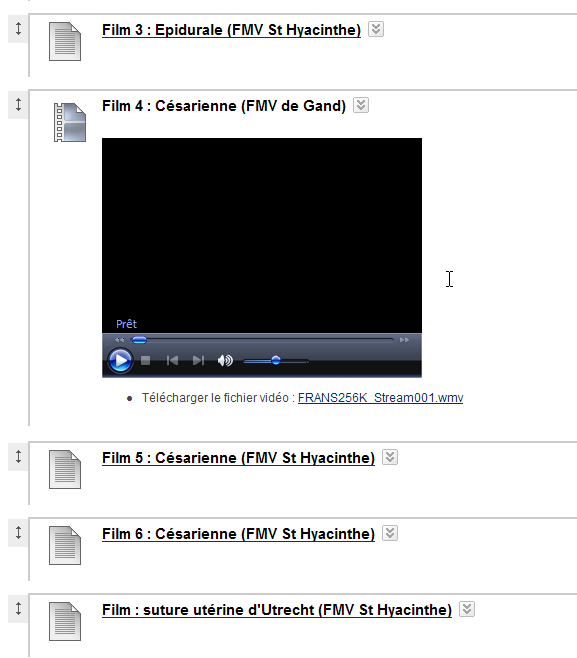 Film 3 : Epidurale (FMV St Hyacinthe)
Film 4 : Césarienne (FMV de Gand)
Prêt
Télécharger le fichier vidéo : FRANS256K_Stream001.wmv
Film 5 : Césarienne (FMV St Hyacinthe)
Film 6 : Césarienne (FMV St Hyacinthe)
Film : suture utérine d'Utrecht (FMV St Hyacinthe)